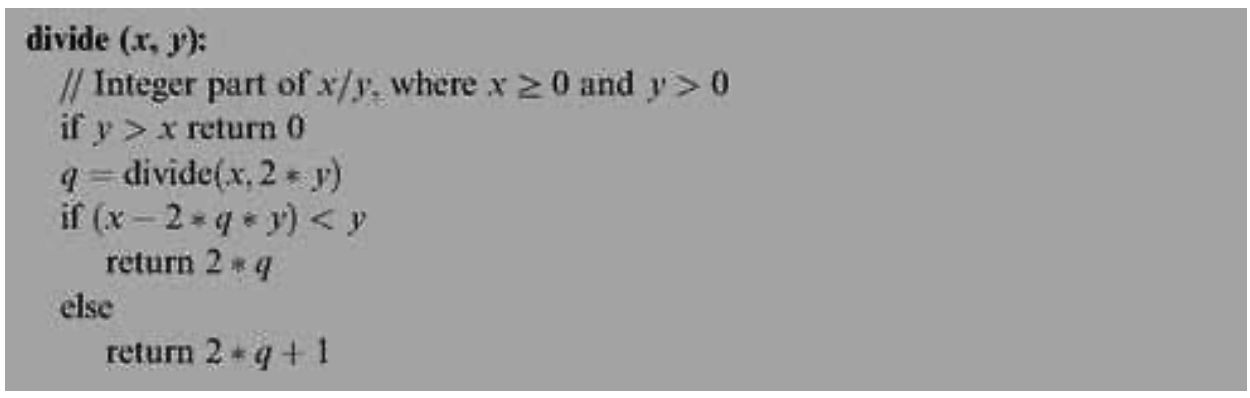 divide (x, y):
// Integer part of x/y, where x ≥ 0 and y > 0
if y > x return 0
q = divide(x, 2 * y)
if (x − 2 * q * y) < y
return 2 * q
else
return 2 * q + 1